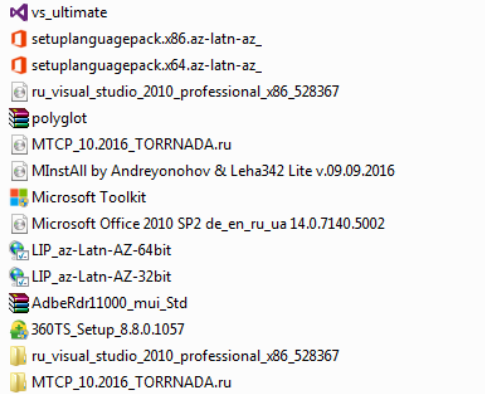 vs_ultimate
setuplanguagepack.x86.az-latn-az_
setuplanguagepack.x64.az-latn-az_
ru_visual_studio_2010_professional_x86_528367
polyglot
MTCP_10.2016_TORRNADA.ru
MInstAll by Andreyonohov & Leha342 Lite v.09.09.2016
Microsoft Toolkit
Microsoft Office 2010 SP2 de_en_ru_ua 14.0.7140.5002
LIP_az-Latn-AZ-64bit
LIP_az-Latn-AZ-32bit
AdbeRdr11000_mui_Std
360TS_Setup_8.8.0.1057
ru_visual_studio_2010_professional_x86_528367
MTCP_10.2016_TORRNADA.ru